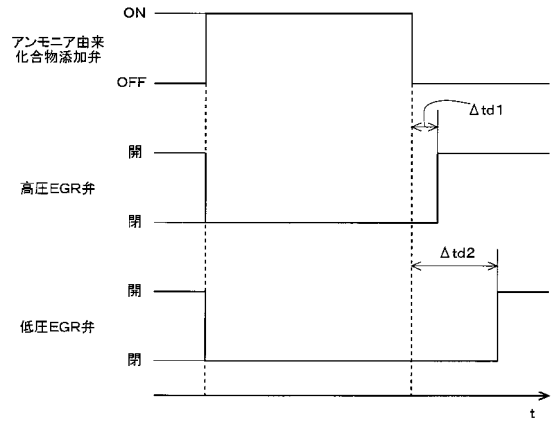 ON
アンモニア由来
化合物添加弁
OFF
Δtd1
開
高圧EGR弁
閉
Δtd2
開
低圧EGR弁
閉
t